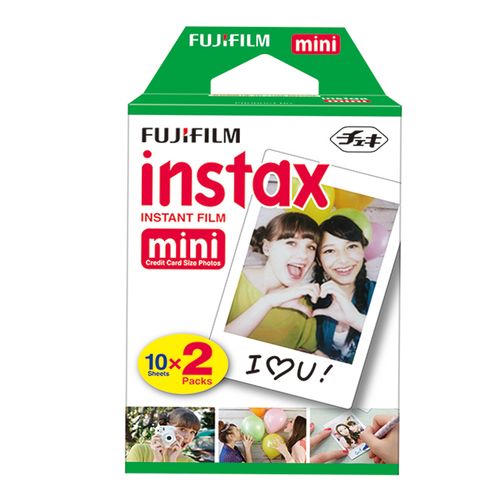 FUJIFILM mini
FUJIFILM
チェキ
instax
INSTANT FILM
mini
Credit Card Size Photos
I♡U!
10×2
Sheets Packs